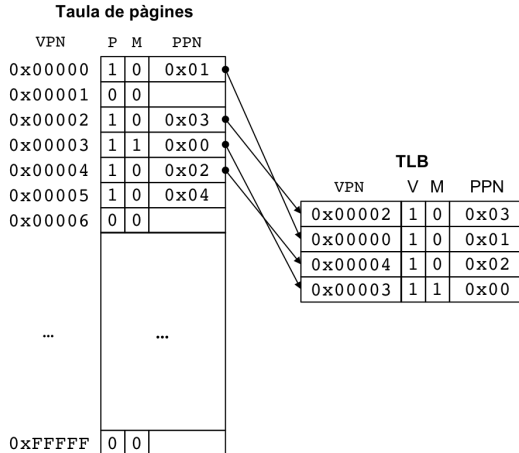 Taula de pàgines
VPN P M PPN
0x00000 1 0 0x01
0x00001 0 0
0x00002 1 0 0x03
0x00003 1 1 0x00
0x00004 1 0 0x02
0x00005 1 0 0x04
0x00006 0 0
... ...
0xFFFFF 0 0
TLB
VPN V M PPN
0x00002 1 0 0x03
0x00000 1 0 0x01
0x00004 1 0 0x02
0x00003 1 1 0x00